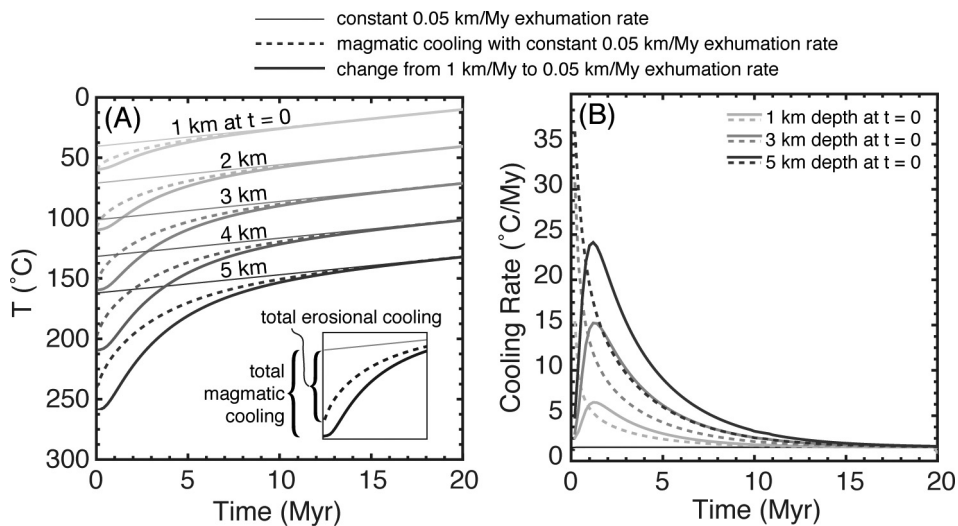 constant 0.05 km/My exhumation rate
magmatic cooling with constant 0.05 km/My exhumation rate
change from 1 km/My to 0.05 km/My exhumation rate
(A)
0
50
100
150
200
250
300
T (˚C)
1 km at t = 0
2 km
3 km
4 km
5 km
total erosional cooling
total
magmatic
cooling
0
5
10
15
20
Time (Myr)
(B)
35
30
25
20
15
10
5
0
Cooling Rate (˚C/My)
1 km depth at t = 0
3 km depth at t = 0
5 km depth at t = 0
0
5
10
15
20
Time (Myr)